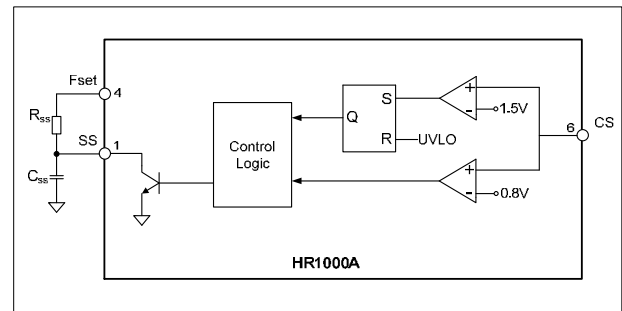 Fset
4
Rss
SS
1
Css
Control
Logic
Q
S
R
UVLO
+
-
1.5V
6
CS
+
-
0.8V
HR1000A